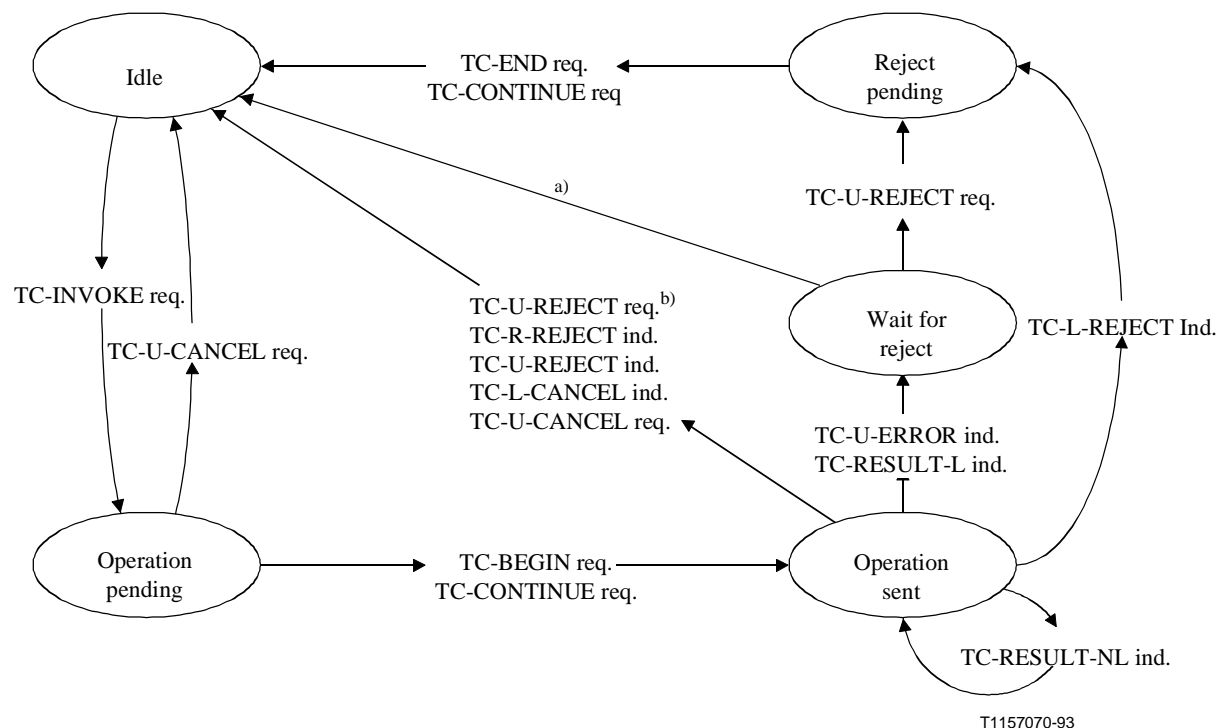 Idle
TC-END req.
TC-CONTINUE req
Reject
pending
a)
TC-U-REJECT req.
TC-INVOKE req.
TC-U-CANCEL req.
TC-U-REJECT req.b)
TC-R-REJECT ind.
TC-U-REJECT ind.
TC-L-CANCEL ind.
TC-U-CANCEL req.
Wait for
reject
TC-L-REJECT Ind.
TC-U-ERROR ind.
TC-RESULT-L ind.
Operation
pending
TC-BEGIN req.
TC-CONTINUE req.
Operation
sent
TC-RESULT-NL ind.
T1157070-93